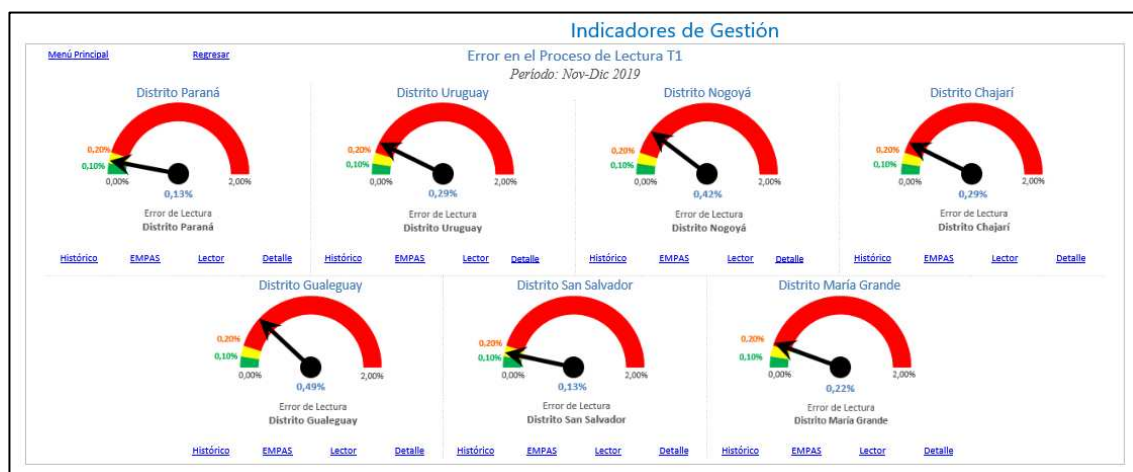 Indicadores de Gestión
Menú Principal Regresar Error en el Proceso de Lectura T1
Período: Nov-Dic 2019
Distrito Paraná Distrito Uruguay Distrito Nogoyá Distrito Chajarí
0,20% 0,20% 0,20% 0,20%
0,10% 0,10% 0,10% 0,10%
0,00% 2,00% 0,00% 2,00% 0,00% 2,00% 0,00% 2,00%
0,13% 0,29% 0,42% 0,29%
Error de Lectura Error de Lectura Error de Lectura Error de Lectura
Distrito Paraná Distrito Uruguay Distrito Nogoyá Distrito Chajarí
Histórico EMPAS Lector Detalle Histórico EMPAS Lector Detalle Histórico EMPAS Lector Detalle Histórico EMPAS Lector Detalle
Distrito Gualeguay Distrito San Salvador Distrito María Grande
0,20% 0,20% 0,20%
0,10% 0,10% 0,10%
0,00% 2,00% 0,00% 2,00% 0,00% 2,00%
0,49% 0,13% 0,22%
Error de Lectura Error de Lectura Error de Lectura
Distrito Gualeguay Distrito San Salvador Distrito María Grande
Histórico EMPAS Lector Detalle Histórico EMPAS Lector Detalle Histórico EMPAS Lector Detalle